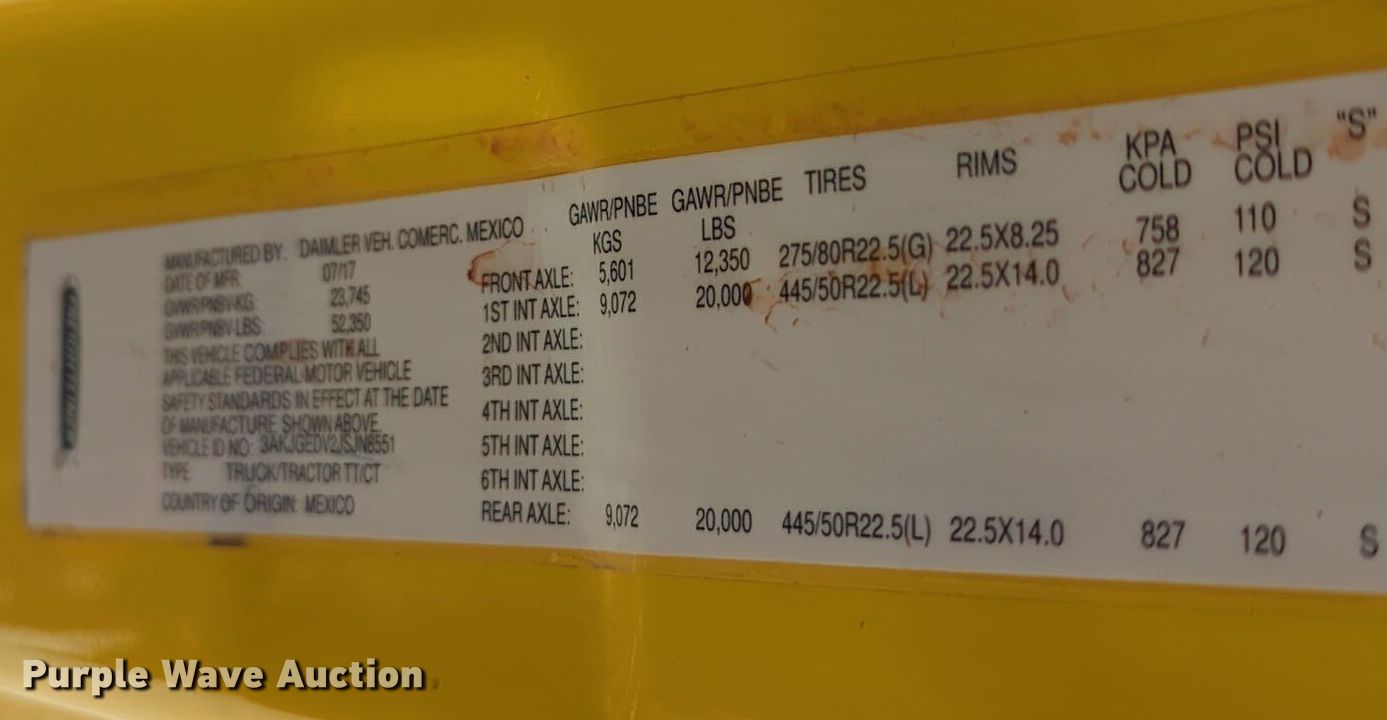 MANUFACTURED BY: DAIMLER VEH. COMERC. MEXICO
DATE OF MFR: 07/17
GVWR/PNBV-KG: 23,745
GVWR/PNBV-LBS: 52,350
THIS VEHICLE COMPLIES WITH ALL
APPLICABLE FEDERAL MOTOR VEHICLE
SAFETY STANDARDS IN EFFECT AT THE DATE
OF MANUFACTURE SHOWN ABOVE.
VEHICLE ID NO: 3AKJGEDV2JSJN8551
TYPE TRUCK/TRACTOR TT/CT
COUNTRY OF ORIGIN: MEXICO
GAWR/PNBE KGS GAWR/PNBE LBS TIRES RIMS KPA COLD PSI COLD "S"
FRONT AXLE: 5,601 12,350 275/80R22.5(G) 22.5X8.25 758 110 S
1ST INT AXLE: 9,072 20,000 445/50R22.5(L) 22.5X14.0 827 120 S
2ND INT AXLE:
3RD INT AXLE:
4TH INT AXLE:
5TH INT AXLE:
6TH INT AXLE:
REAR AXLE: 9,072 20,000 445/50R22.5(L) 22.5X14.0 827 120 S
Purple Wave Auction